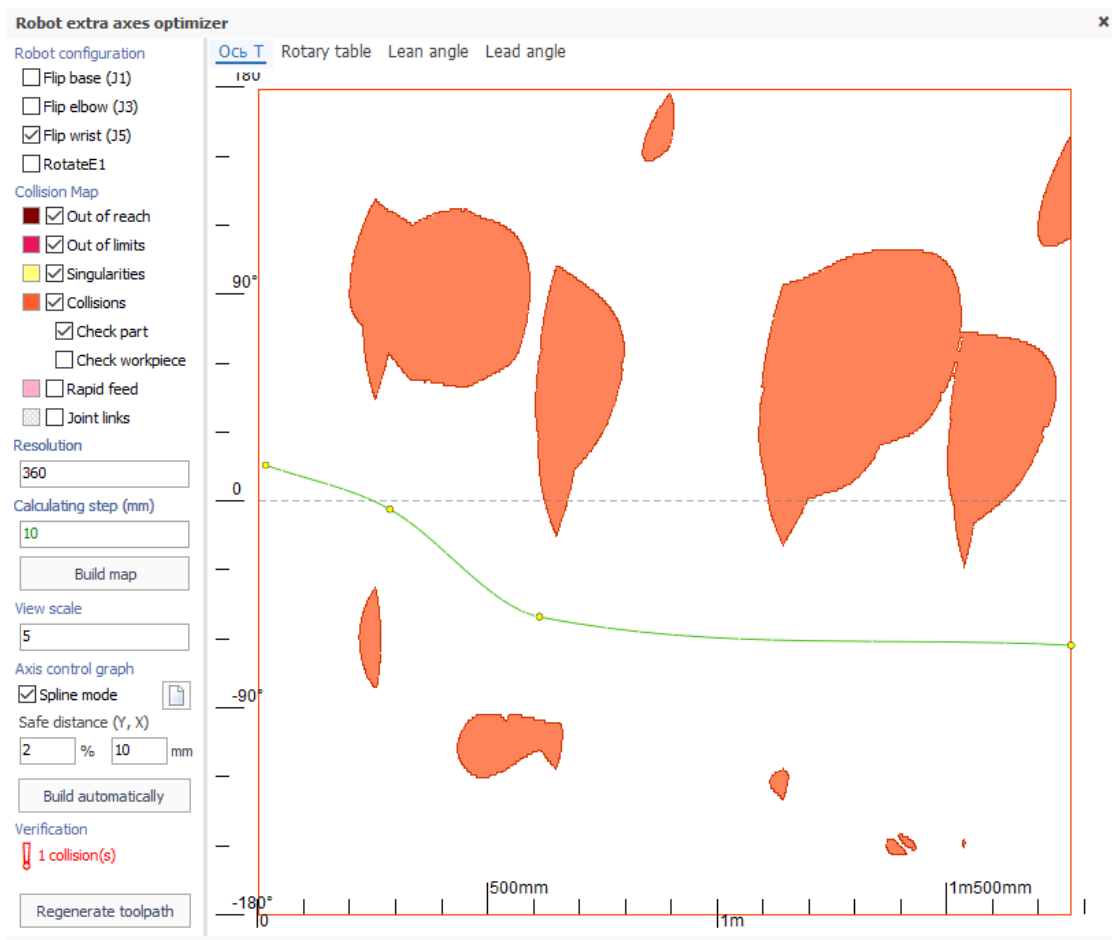 Robot extra axes optimizer
Robot configuration
Flip base (J1)
Flip elbow (J3)
Flip wrist (J5)
RotateE1
Collision Map
Out of reach
Out of limits
Singularities
Collisions
Check part
Check workpiece
Rapid feed
Joint links
Resolution
360
Calculating step (mm)
10
Build map
View scale
5
Axis control graph
Spline mode
Safe distance (Y, X)
2 % 10 mm
Build automatically
Verification
1 collision(s)
Regenerate toolpath
Ось T Rotary table Lean angle Lead angle
180
90°
0
-90°
-180°
0 500mm 1m 1m500mm